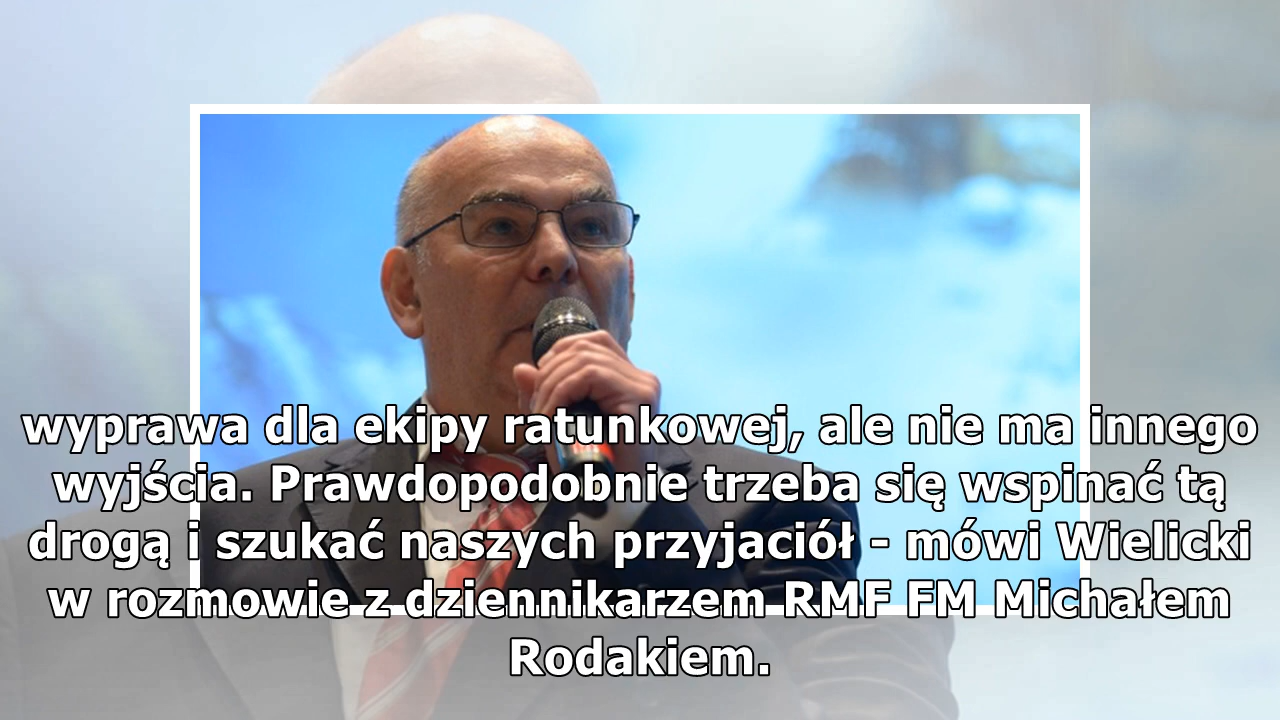 wyprawa dla ekipy ratunkowej, ale nie ma innego
wyjścia. Prawdopodobnie trzeba się wspinać tą
drogą i szukać naszych przyjaciół - mówi Wielicki
w rozmowie z dziennikarzem RMF FM Michałem
Rodakiem.